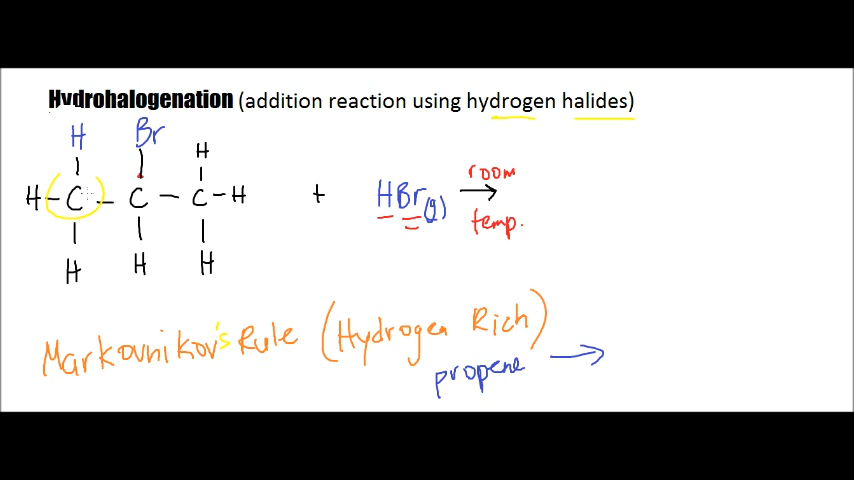 Hydrohalogenation (addition reaction using hydrogen halides)
H Br H
H-C-C-C-H + HBr(g) → room temp.
H H H
Markovnikov's Rule (Hydrogen Rich)
propene →